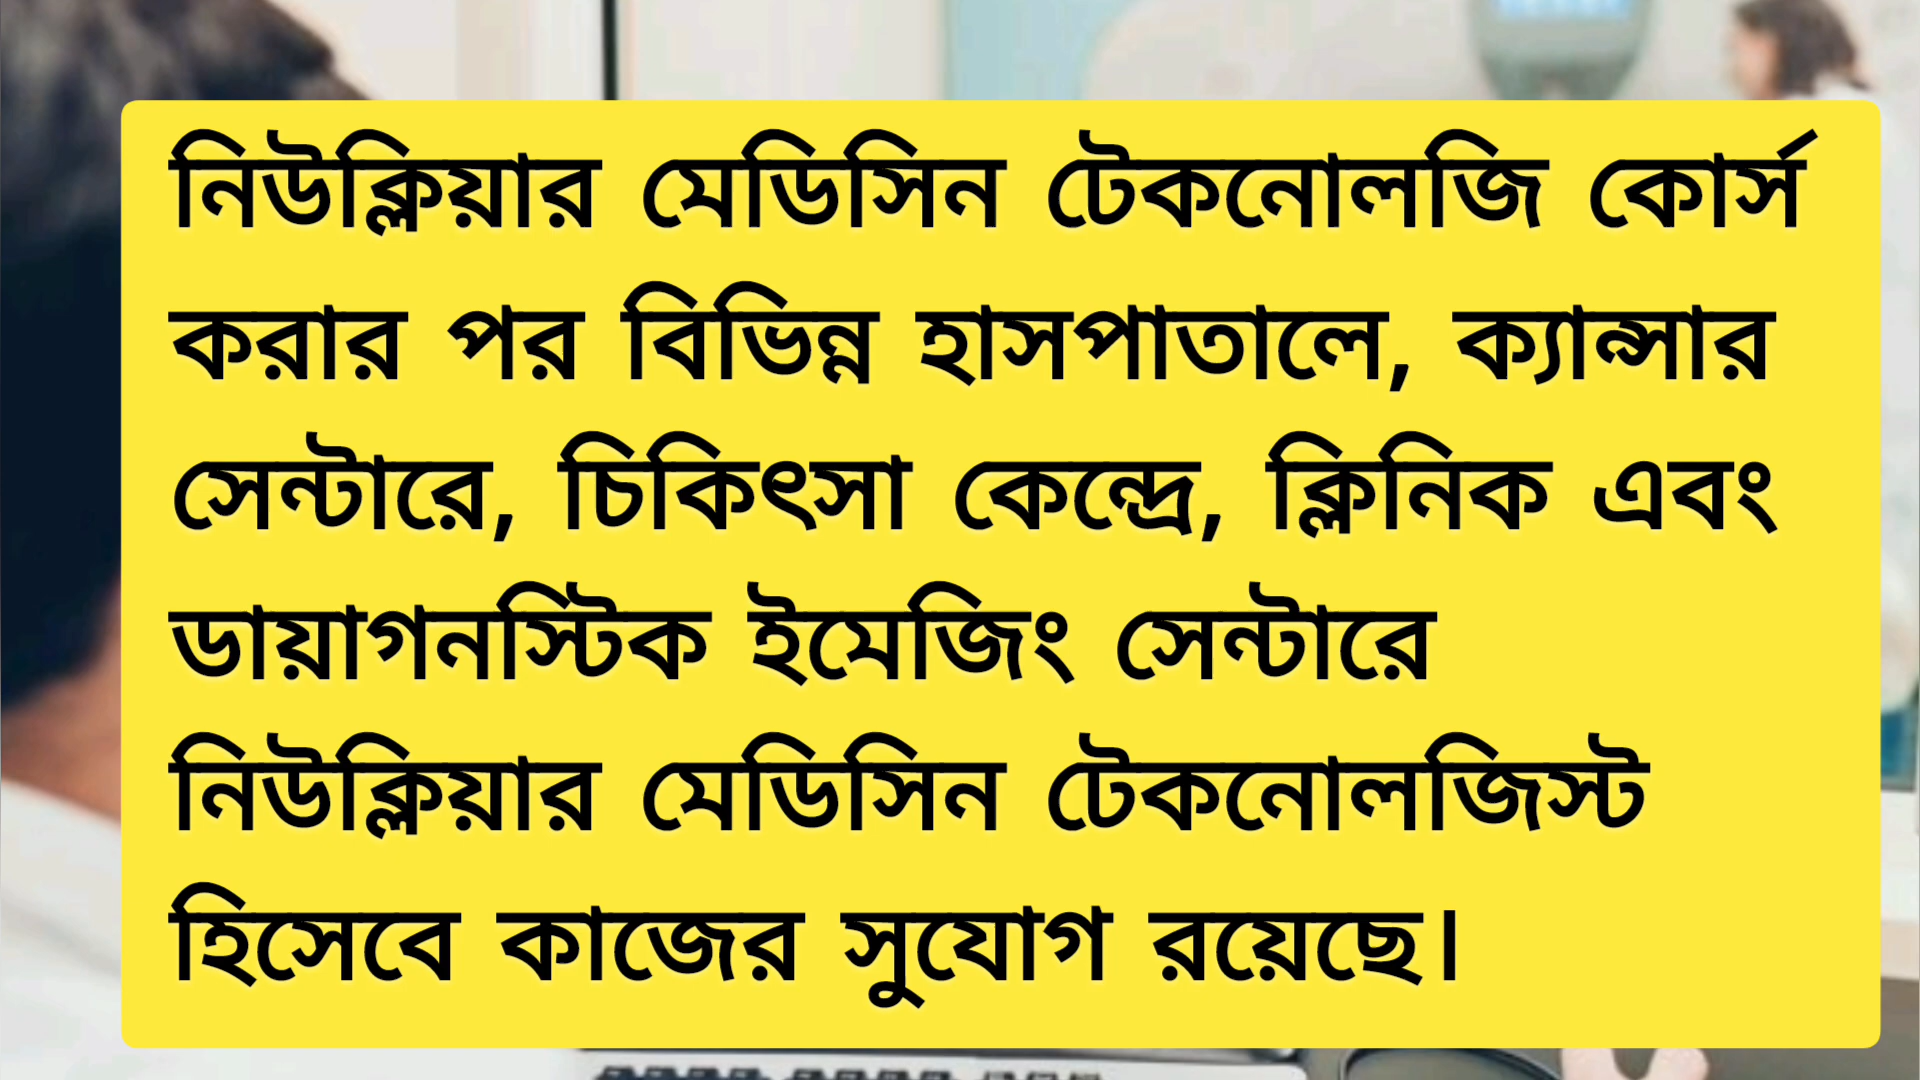 নিউক্লিয়ার মেডিসিন টেকনোলজি কোর্স
করার পর বিভিন্ন হাসপাতালে, ক্যান্সার
সেন্টারে, চিকিৎসা কেন্দ্রে, ক্লিনিক এবং
ডায়াগনস্টিক ইমেজিং সেন্টারে
নিউক্লিয়ার মেডিসিন টেকনোলজিস্ট
হিসেবে কাজের সুযোগ রয়েছে।